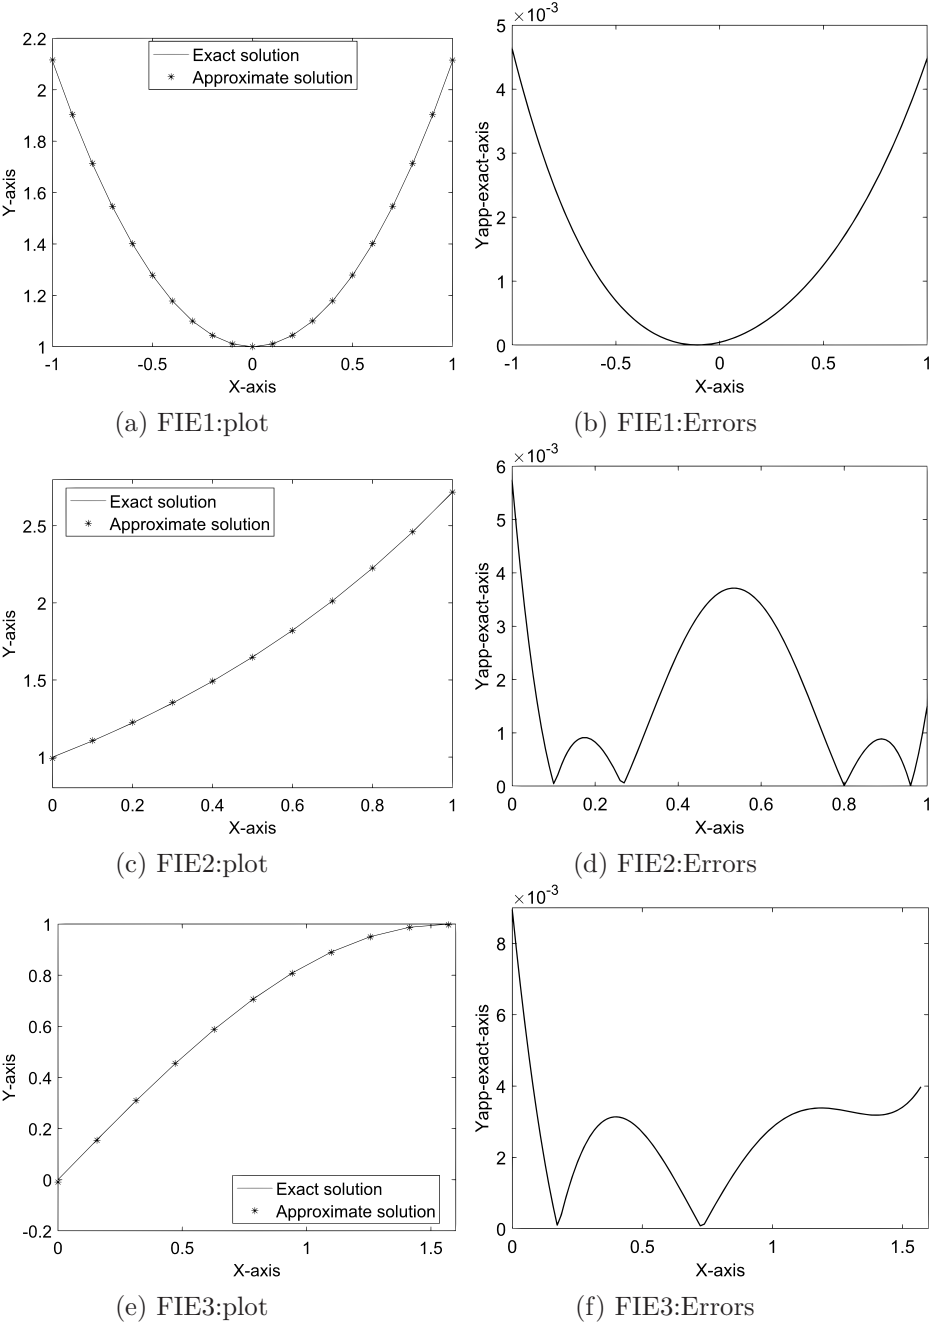 2.2
2
1.8
1.6
1.4
1.2
1
Y-axis
Exact solution
Approximate solution
-1 -0.5 0 0.5 1
X-axis
(a) FIE1:plot
×10⁻³
5
4
3
2
1
0
Yapp-exact-axis
-1 -0.5 0 0.5 1
X-axis
(b) FIE1:Errors
2.5
2
1.5
1
Y-axis
Exact solution
Approximate solution
0 0.2 0.4 0.6 0.8 1
X-axis
(c) FIE2:plot
×10⁻³
6
5
4
3
2
1
0
Yapp-exact-axis
0 0.2 0.4 0.6 0.8 1
X-axis
(d) FIE2:Errors
1
0.8
0.6
0.4
0.2
0
-0.2
Y-axis
Exact solution
Approximate solution
0 0.5 1 1.5
X-axis
(e) FIE3:plot
×10⁻³
8
6
4
2
0
Yapp-exact-axis
0 0.5 1 1.5
X-axis
(f) FIE3:Errors